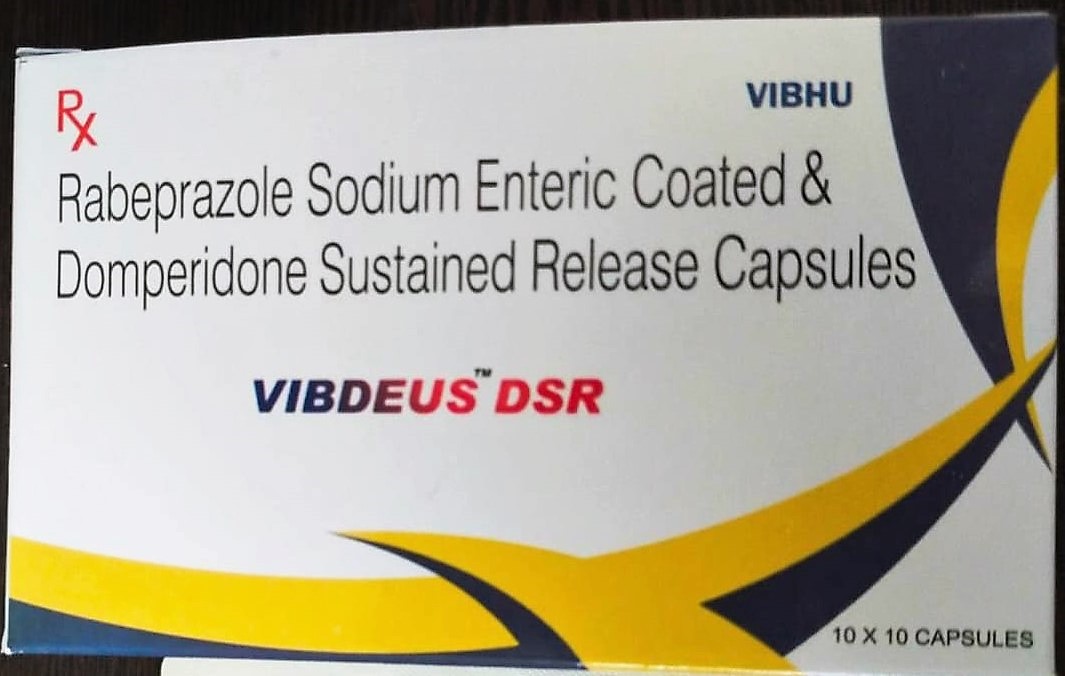 Rx
VIBHU
Rabeprazole Sodium Enteric Coated &
Domperidone Sustained Release Capsules
VIBDEUS™ DSR
10 X 10 CAPSULES